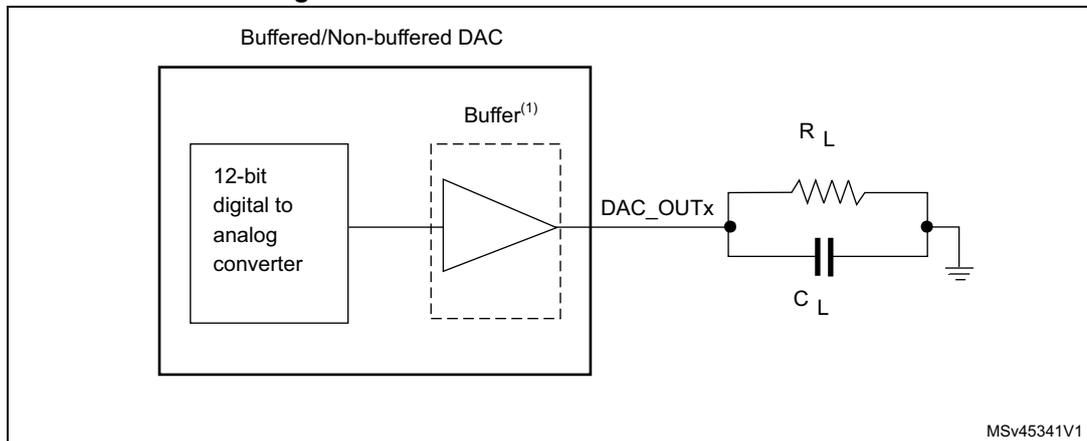 Buffered/Non-buffered DAC
Buffer(1)
12-bit
digital to
analog
converter
DAC_OUTx
R L
C L
MSv45341V1